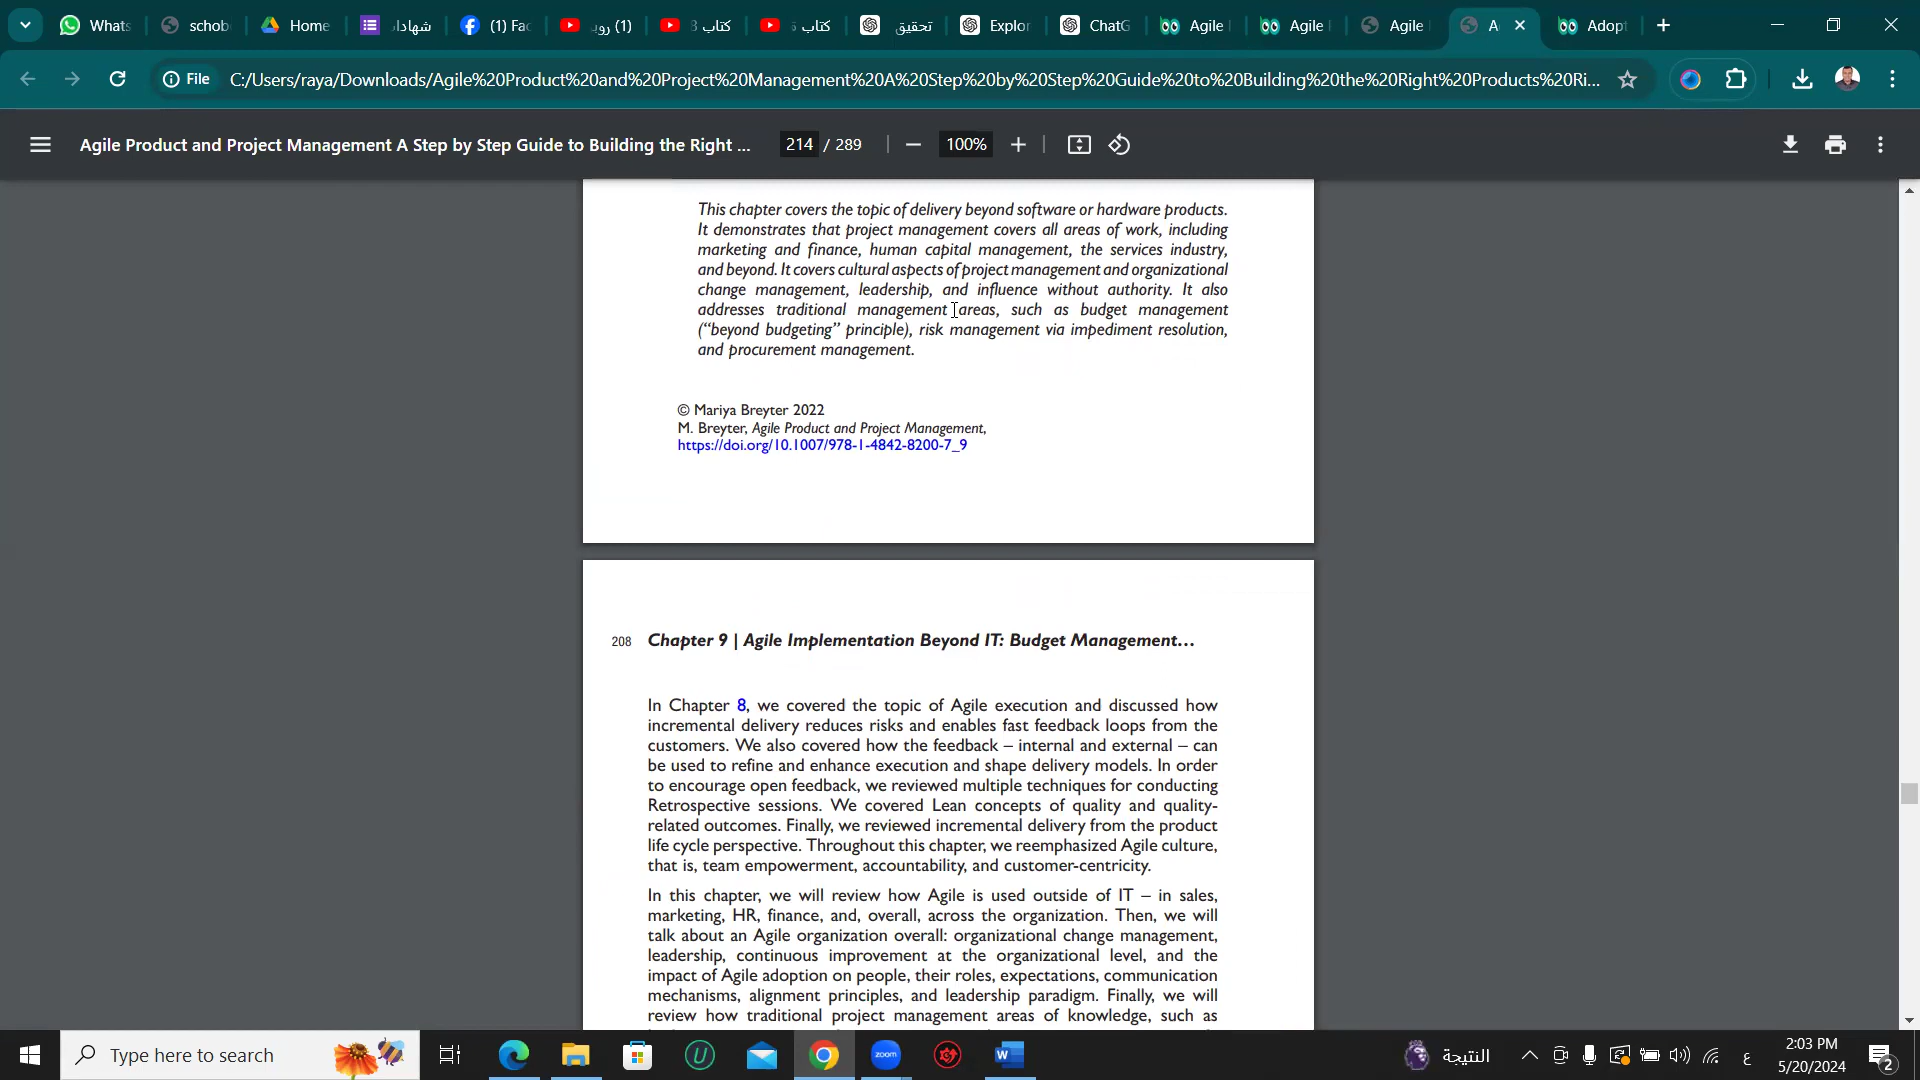 Whats
schob
Home
شهادات
(1) Fac
(1) روب
كتاب 8
كتاب ة
تحقيق
Explor
ChatG
Agile
Agile
Agile
A
Adopt
File
C:/Users/raya/Downloads/Agile%20Product%20and%20Project%20Management%20A%20Step%20by%20Step%20Guide%20to%20Building%20the%20Right%20Products%20Ri...
Agile Product and Project Management A Step by Step Guide to Building the Right ...
214 / 289
100%
This chapter covers the topic of delivery beyond software or hardware products.
It demonstrates that project management covers all areas of work, including
marketing and finance, human capital management, the services industry,
and beyond. It covers cultural aspects of project management and organizational
change management, leadership, and influence without authority. It also
addresses traditional management areas, such as budget management
(“beyond budgeting” principle), risk management via impediment resolution,
and procurement management.
© Mariya Breyter 2022
M. Breyter, Agile Product and Project Management,
https://doi.org/10.1007/978-1-4842-8200-7_9
208 Chapter 9 | Agile Implementation Beyond IT: Budget Management…
In Chapter 8, we covered the topic of Agile execution and discussed how
incremental delivery reduces risks and enables fast feedback loops from the
customers. We also covered how the feedback – internal and external – can
be used to refine and enhance execution and shape delivery models. In order
to encourage open feedback, we reviewed multiple techniques for conducting
Retrospective sessions. We covered Lean concepts of quality and quality-
related outcomes. Finally, we reviewed incremental delivery from the product
life cycle perspective. Throughout this chapter, we reemphasized Agile culture,
that is, team empowerment, accountability, and customer-centricity.
In this chapter, we will review how Agile is used outside of IT – in sales,
marketing, HR, finance, and, overall, across the organization. Then, we will
talk about an Agile organization overall: organizational change management,
leadership, continuous improvement at the organizational level, and the
impact of Agile adoption on people, their roles, expectations, communication
mechanisms, alignment principles, and leadership paradigm. Finally, we will
review how traditional project management areas of knowledge, such as
Type here to search
zoom
النتيجة
ع
2:03 PM
5/20/2024
2